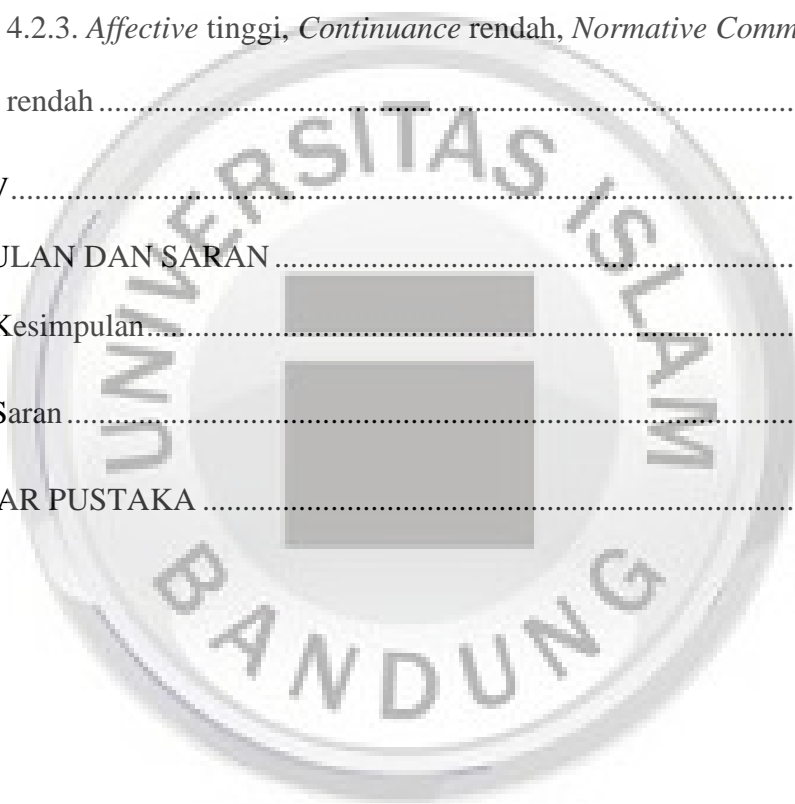 4.2.3. Affective tinggi, Continuance rendah, Normative Comm
rendah ................................................................................
V................................................................................
ULAN DAN SARAN ................................................................................
Kesimpulan................................................................................
Saran ................................................................................
AR PUSTAKA ................................................................................
UNIVERSITAS ISLAM
BANDUNG